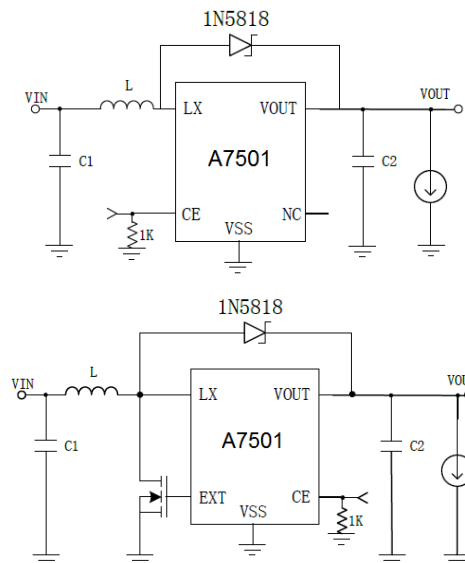 1N5818
L
VIN
VOUT
LX
VOUT
A7501
C1
C2
CE
NC
1K
VSS
1N5818
L
VIN
VOU
LX
VOUT
A7501
C1
C2
EXT
CE
VSS
1K